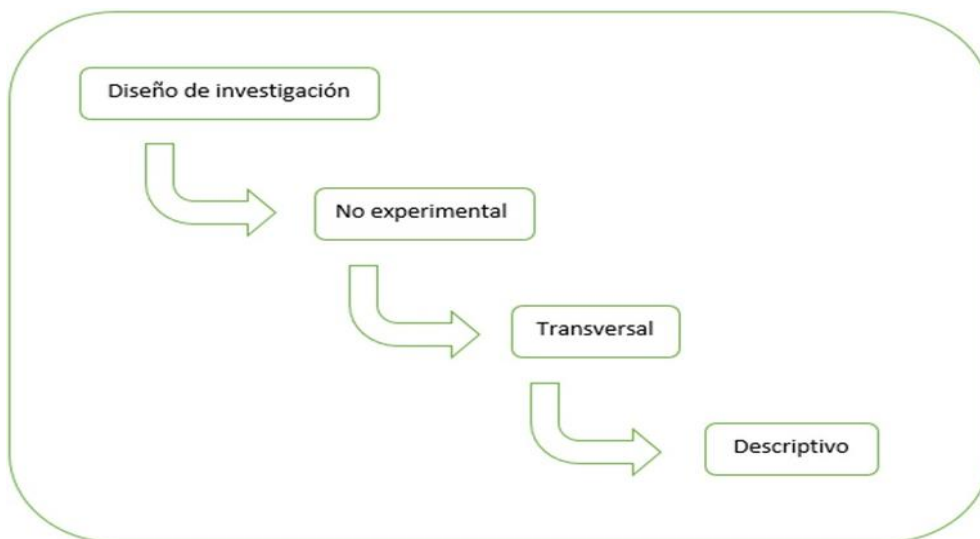 Diseño de investigación
No experimental
Transversal
Descriptivo